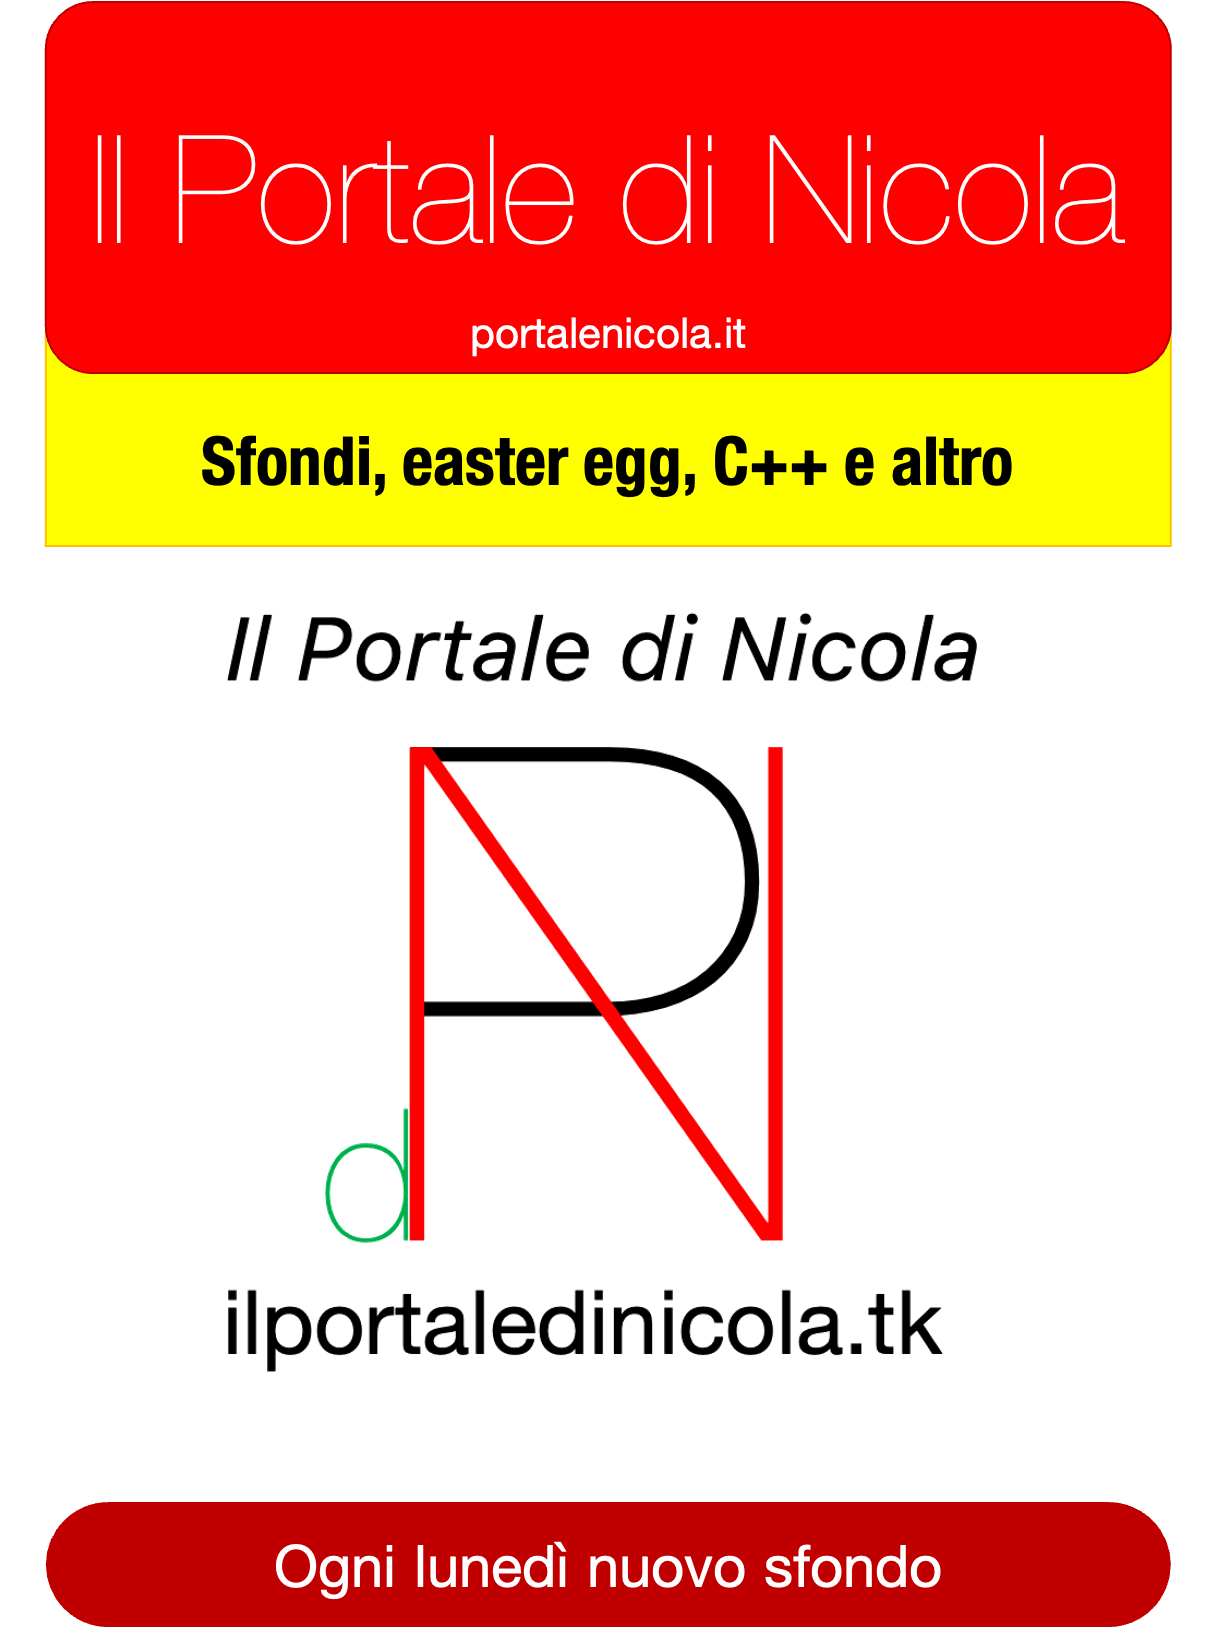 Il Portale di Nicola
portalenicola.it
Sfondi, easter egg, C++ e altro
Il Portale di Nicola
dPN
ilportaledinicola.tk
Ogni lunedì nuovo sfondo